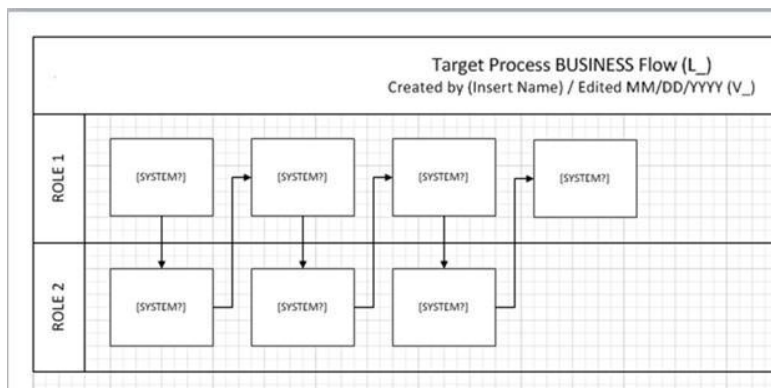 Target Process BUSINESS Flow (L_)
Created by (Insert Name) / Edited MM/DD/YYYY (V_)
ROLE 1
[SYSTEM?]
[SYSTEM?]
[SYSTEM?]
[SYSTEM?]
ROLE 2
[SYSTEM?]
[SYSTEM?]
[SYSTEM?]